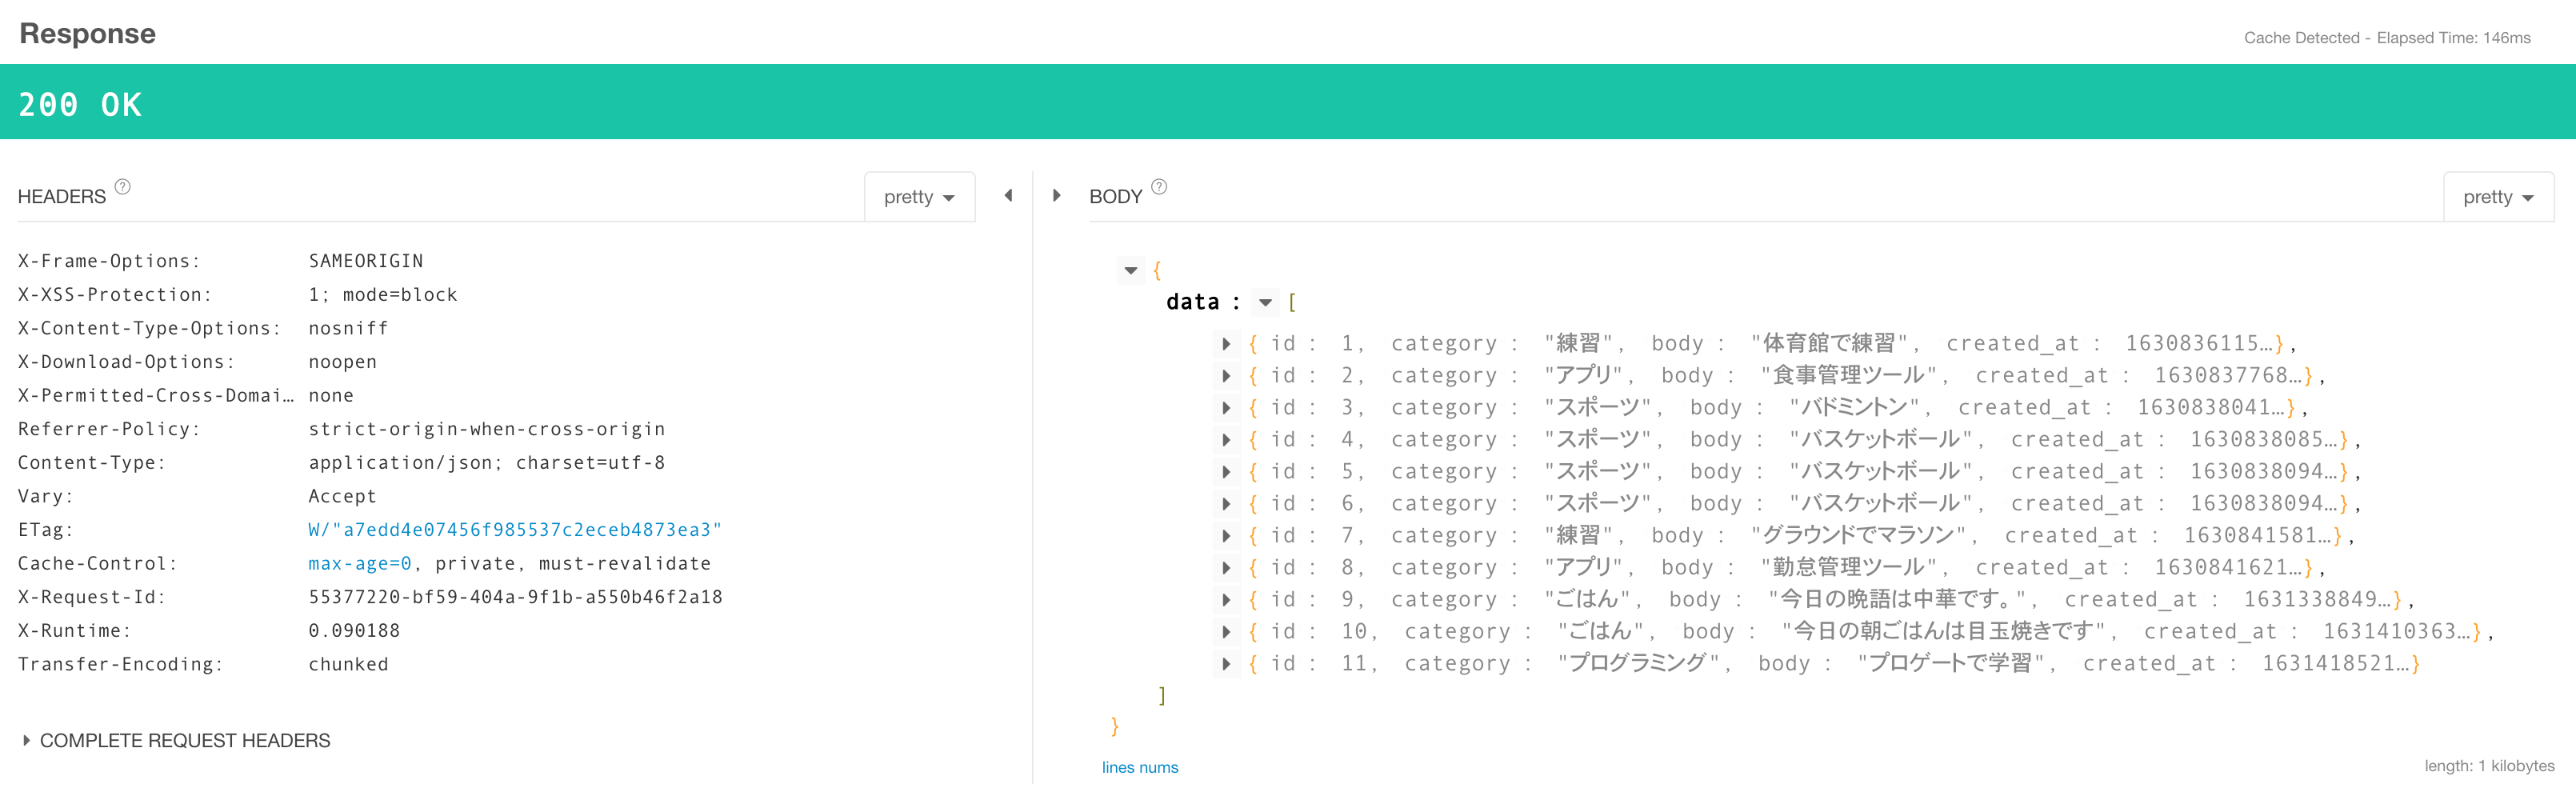 Response
Cache Detected - Elapsed Time: 146ms
200 OK
HEADERS ?
pretty
X-Frame-Options: SAMEORIGIN
X-XSS-Protection: 1; mode=block
X-Content-Type-Options: nosniff
X-Download-Options: noopen
X-Permitted-Cross-Domai… none
Referrer-Policy: strict-origin-when-cross-origin
Content-Type: application/json; charset=utf-8
Vary: Accept
ETag: W/"a7edd4e07456f985537c2eceb4873ea3"
Cache-Control: max-age=0, private, must-revalidate
X-Request-Id: 55377220-bf59-404a-9f1b-a550b46f2a18
X-Runtime: 0.090188
Transfer-Encoding: chunked
COMPLETE REQUEST HEADERS
BODY ?
pretty
{
data : [
{ id : 1, category : "練習", body : "体育館で練習", created_at : 1630836115…},
{ id : 2, category : "アプリ", body : "食事管理ツール", created_at : 1630837768…},
{ id : 3, category : "スポーツ", body : "バドミントン", created_at : 1630838041…},
{ id : 4, category : "スポーツ", body : "バスケットボール", created_at : 1630838085…},
{ id : 5, category : "スポーツ", body : "バスケットボール", created_at : 1630838094…},
{ id : 6, category : "スポーツ", body : "バスケットボール", created_at : 1630838094…},
{ id : 7, category : "練習", body : "グラウンドでマラソン", created_at : 1630841581…},
{ id : 8, category : "アプリ", body : "勤怠管理ツール", created_at : 1630841621…},
{ id : 9, category : "ごはん", body : "今日の晩語は中華です。", created_at : 1631338849…},
{ id : 10, category : "ごはん", body : "今日の朝ごはんは目玉焼きです", created_at : 1631410363…},
{ id : 11, category : "プログラミング", body : "プロゲートで学習", created_at : 1631418521…}
]
}
lines nums
length: 1 kilobytes